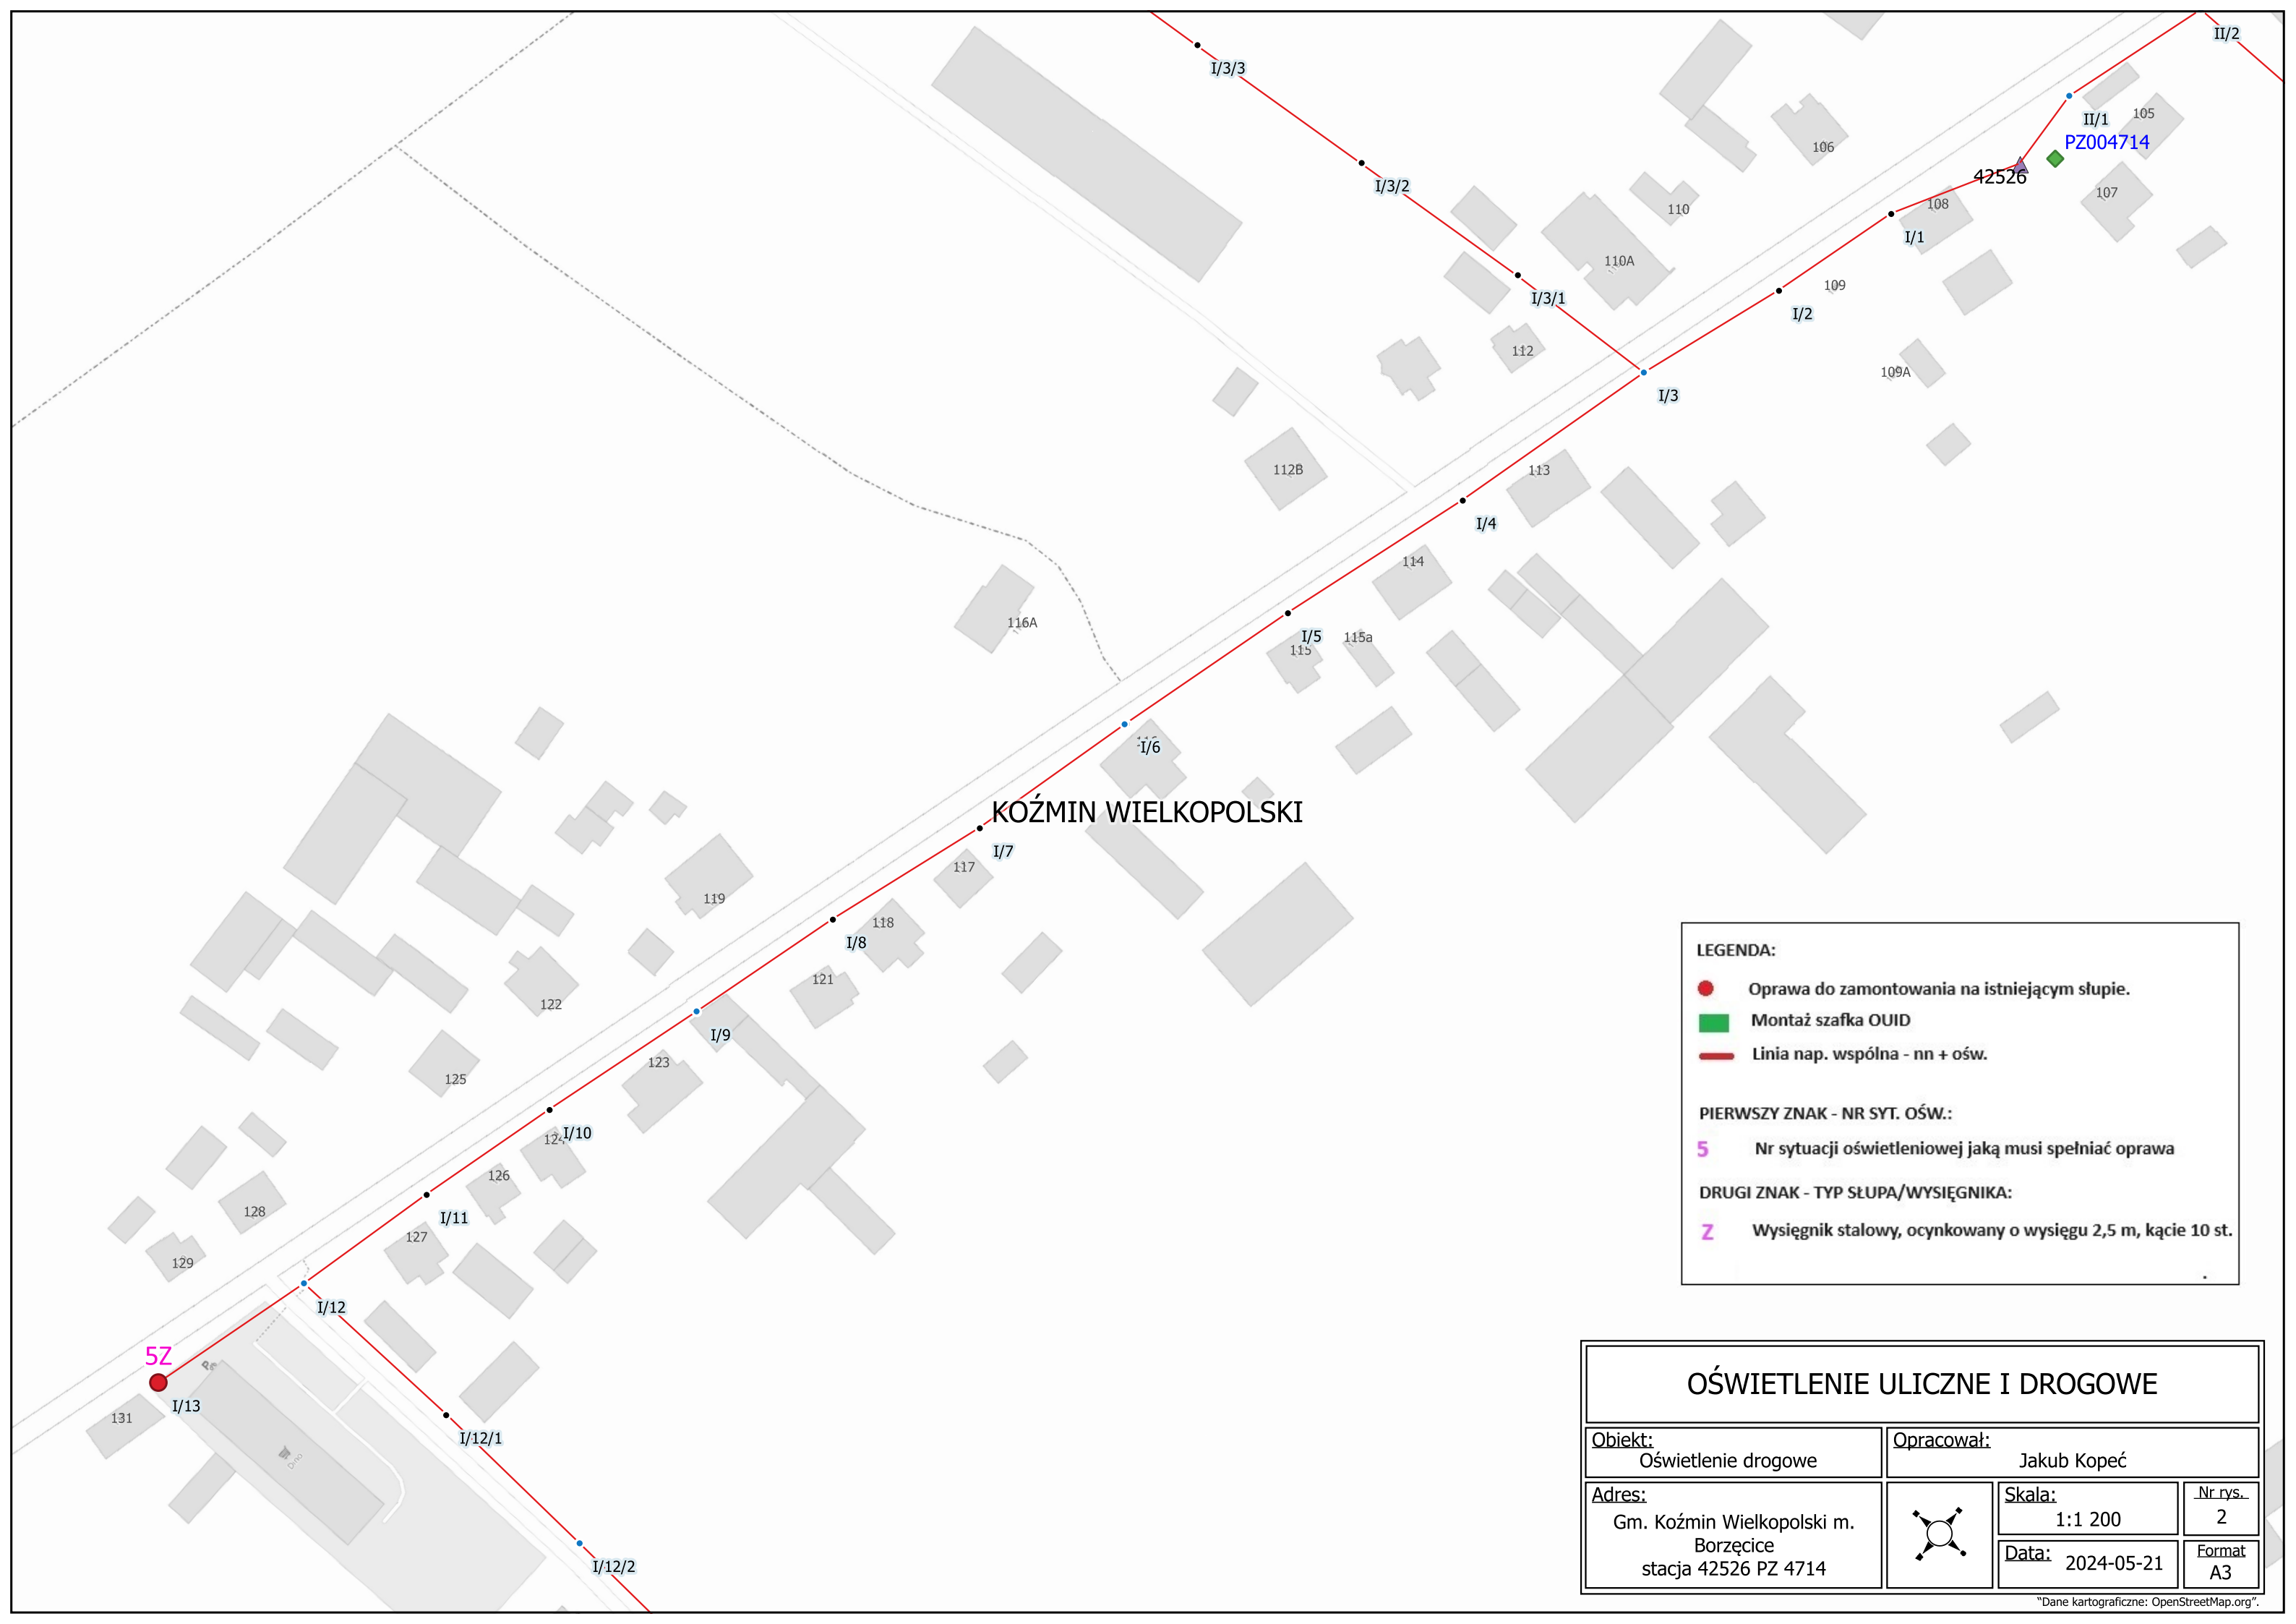 II/2
I/3/3
105
II/1
PZ004714
106
I/3/2
42526
107
108
110
I/1
110A
109
I/3/1
I/2
112
109A
I/3
112B
113
I/4
114
116A
I/5
115a
115
I/6
KOŹMIN WIELKOPOLSKI
I/7
117
119
118
I/8
121
122
I/9
123
125
I/10
124
126
128
I/11
127
129
I/12
5Z
I/13
131
I/12/1
I/12/2
LEGENDA:
Oprawa do zamontowania na istniejącym słupie.
Montaż szafka OUID
Linia nap. wspólna - nn + ośw.
PIERWSZY ZNAK - NR SYT. OŚW.:
5 Nr sytuacji oświetleniowej jaką musi spełniać oprawa
DRUGI ZNAK - TYP SŁUPA/WYSIĘGNIKA:
Z Wysięgnik stalowy, ocynkowany o wysięgu 2,5 m, kącie 10 st.
OŚWIETLENIE ULICZNE I DROGOWE
Obiekt:
Oświetlenie drogowe
Opracował:
Jakub Kopeć
Adres:
Gm. Koźmin Wielkopolski m.
Borzęcice
stacja 42526 PZ 4714
Skala:
1:1 200
Nr rys.
2
Data: 2024-05-21
Format
A3
“Dane kartograficzne: OpenStreetMap.org”.